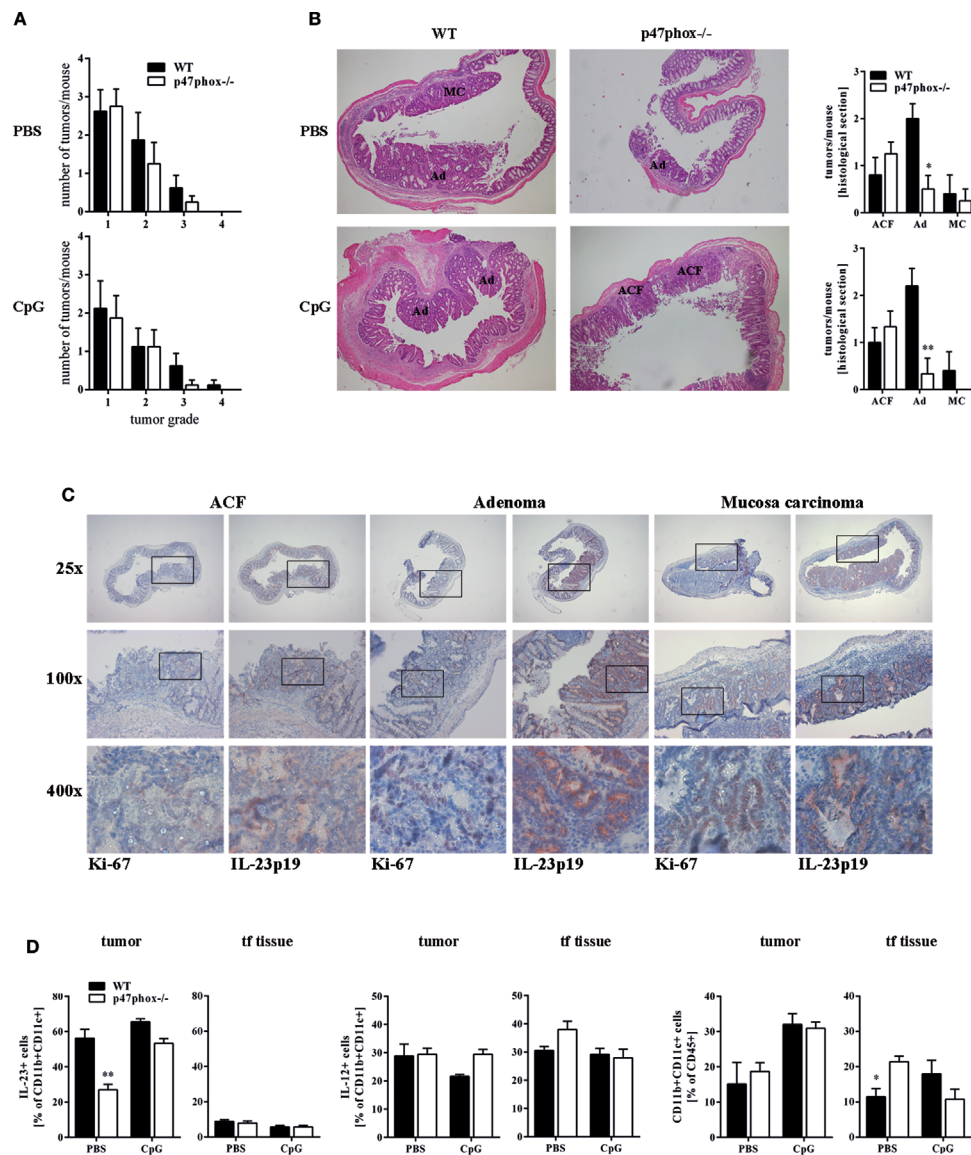 A
WT
p47phox-/-
PBS
number of tumors/mouse
4
3
2
1
0
1 2 3 4
CpG
number of tumors/mouse
4
3
2
1
0
1 2 3 4
tumor grade
B
WT p47phox-/-
PBS
MC
Ad
Ad
CpG
Ad
Ad
ACF
ACF
WT
p47phox-/-
tumors/mouse
[histological section]
3
2
1
0
*
ACF Ad MC
tumors/mouse
[histological section]
3
2
1
0
**
ACF Ad MC
C
ACF Adenoma Mucosa carcinoma
25x
100x
400x
Ki-67 IL-23p19 Ki-67 IL-23p19 Ki-67 IL-23p19
D
tumor tf tissue tumor tf tissue tumor tf tissue
WT
p47phox-/-
IL-23+ cells
[% of CD11b+CD11c+]
80
60
40
20
0
**
PBS CpG
80
60
40
20
0
PBS CpG
IL-12+ cells
[% of CD11b+CD11c+]
50
40
30
20
10
0
PBS CpG
50
40
30
20
10
0
PBS CpG
CD11b+CD11c+ cells
[% of CD45+]
40
30
20
10
0
PBS CpG
40
30
20
10
0
*
PBS CpG